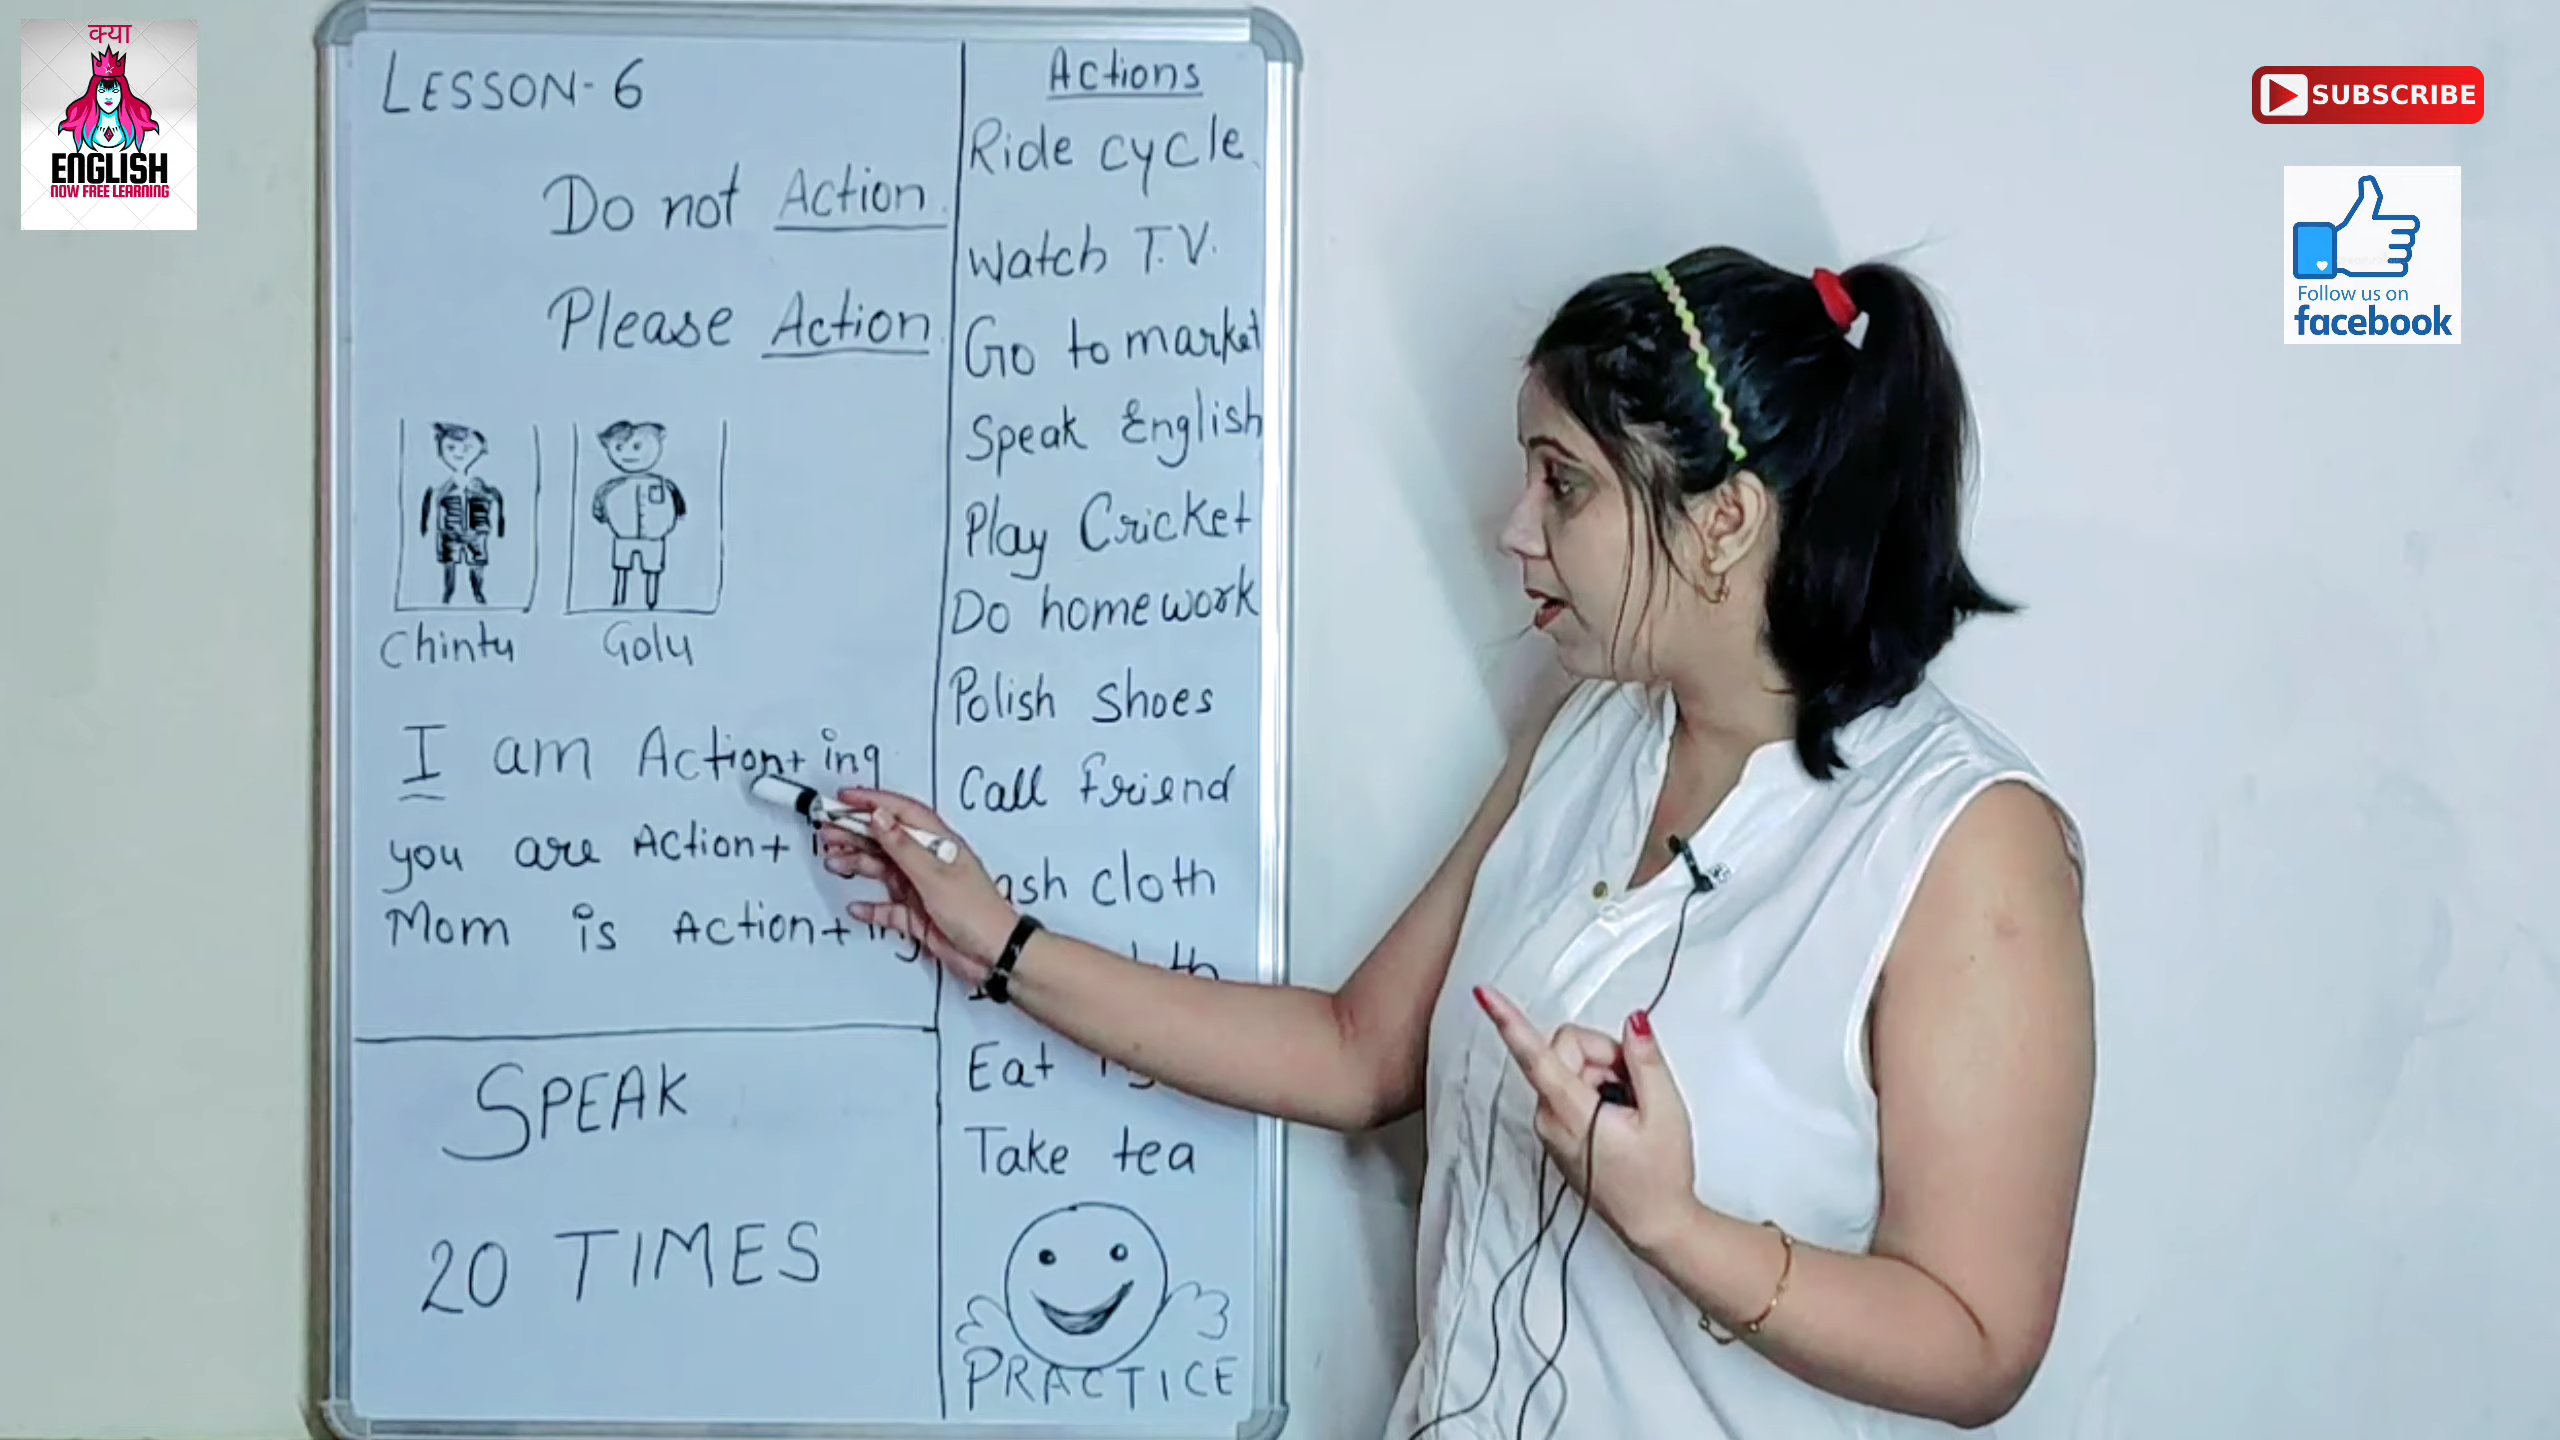 क्या
ENGLISH
NOW FREE LEARNING
LESSON-6
Do not Action
Please Action
Chintu
Golu
I am Action+ ing
you are Action+
Mom is Action+ ing
SPEAK
20 TIMES
Actions
Ride cycle
Watch T.V.
Go to market
Speak English
Play Cricket
Do homework
Polish shoes
Call friend
cloth
Eat
Take tea
PRACTICE
SUBSCRIBE
Follow us on
facebook